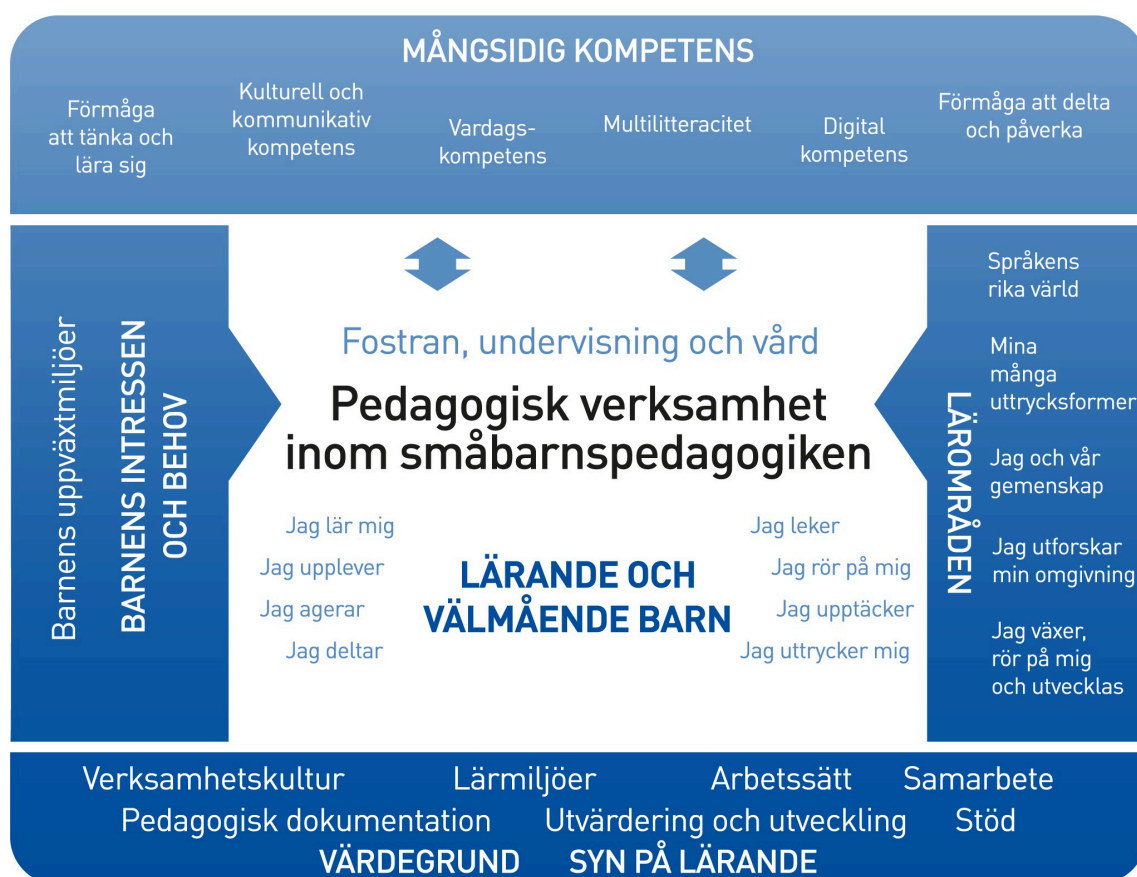 MÅNGSIDIG KOMPETENS
Förmåga
att tänka och
lära sig
Kulturell och
kommunikativ
kompetens
Vardags-
kompetens
Multilitteracitet
Digital
kompetens
Förmåga att delta
och påverka
Barnens uppväxtmiljöer
BARNENS INTRESSEN
OCH BEHOV
Fostran, undervisning och vård
Pedagogisk verksamhet
inom småbarnspedagogiken
Jag lär mig
Jag upplever
Jag agerar
Jag deltar
LÄRANDE OCH
VÄLMÅENDE BARN
Jag leker
Jag rör på mig
Jag upptäcker
Jag uttrycker mig
LÄROMRÅDEN
Språkens
rika värld
Mina
många
uttrycksformer
Jag och vår
gemenskap
Jag utforskar
min omgivning
Jag växer,
rör på mig
och utvecklas
Verksamhetskultur Lärmiljöer Arbetssätt Samarbete
Pedagogisk dokumentation Utvärdering och utveckling Stöd
VÄRDEGRUND SYN PÅ LÄRANDE